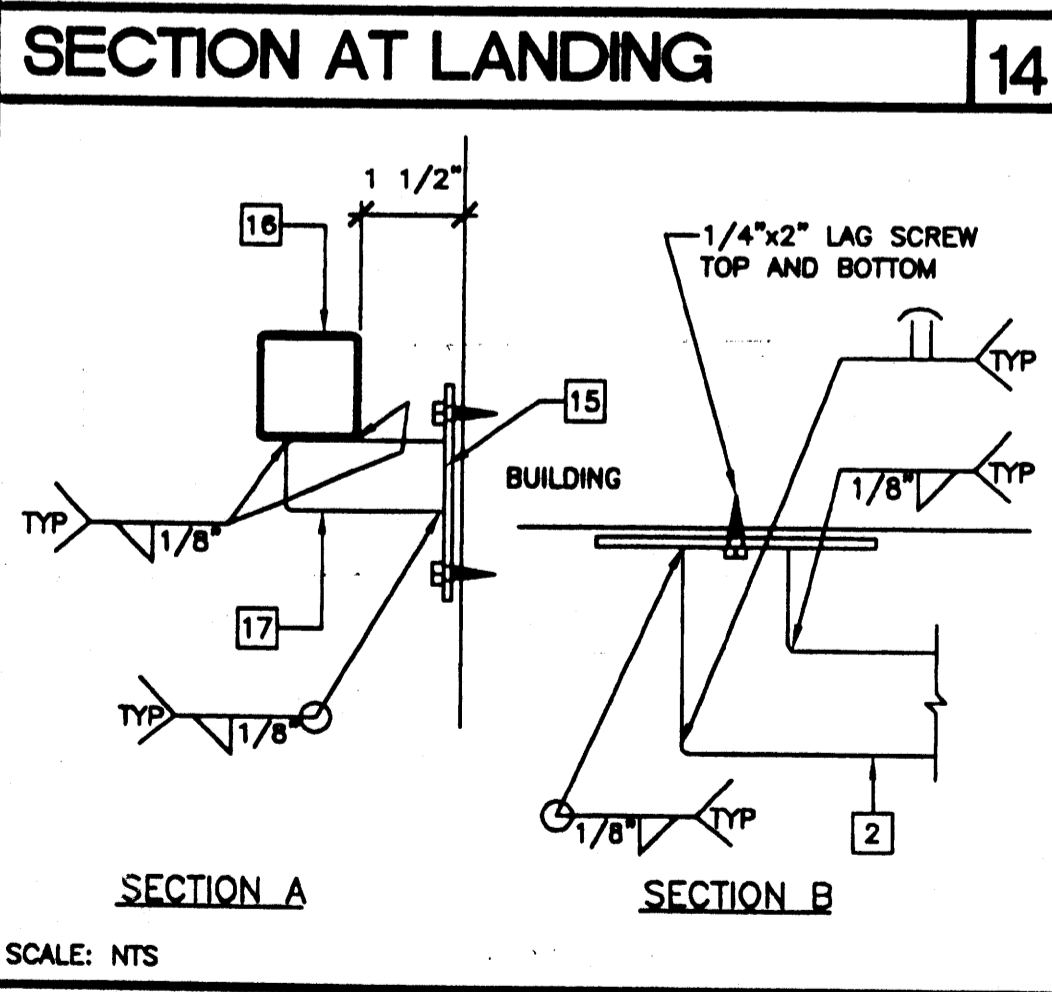 SECTION AT LANDING
14
1 1/2"
16
1/4"x2" LAG SCREW
TOP AND BOTTOM
TYP
15
BUILDING
TYP
1/8"
TYP
1/8"
17
TYP
1/8"
1/8"
TYP
2
SECTION A
SECTION B
SCALE: NTS